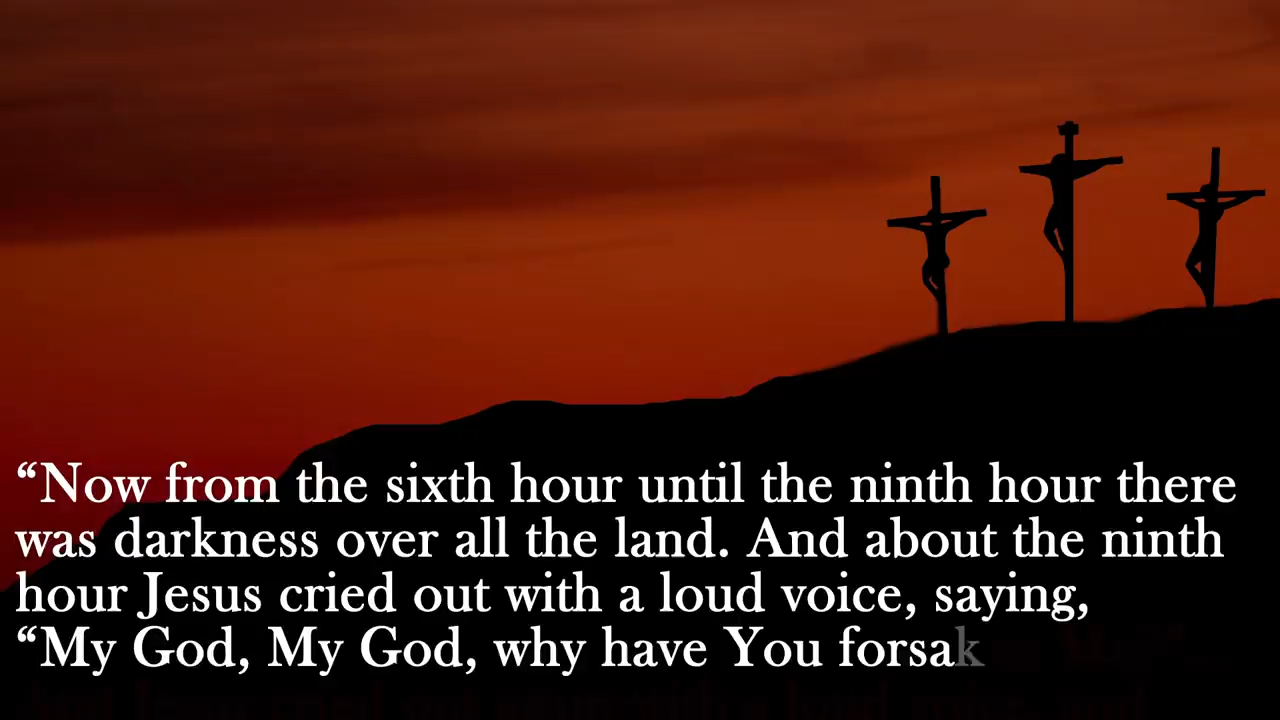 “Now from the sixth hour until the ninth hour there
was darkness over all the land. And about the ninth
hour Jesus cried out with a loud voice, saying,
“My God, My God, why have You forsak